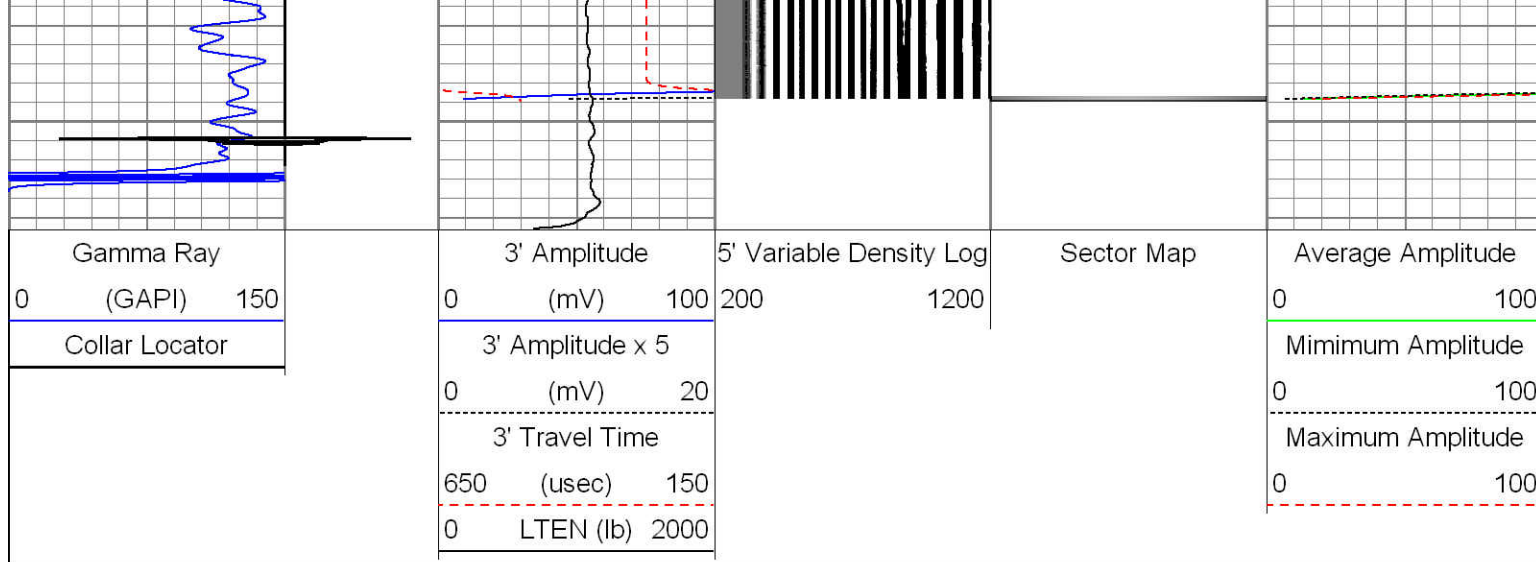 Gamma Ray
0 (GAPI) 150
Collar Locator
3' Amplitude
0 (mV) 100
3' Amplitude x 5
0 (mV) 20
3' Travel Time
650 (usec) 150
0 LTEN (lb) 2000
5' Variable Density Log
200 1200
Sector Map
Average Amplitude
0 100
Mimimum Amplitude
0 100
Maximum Amplitude
0 100